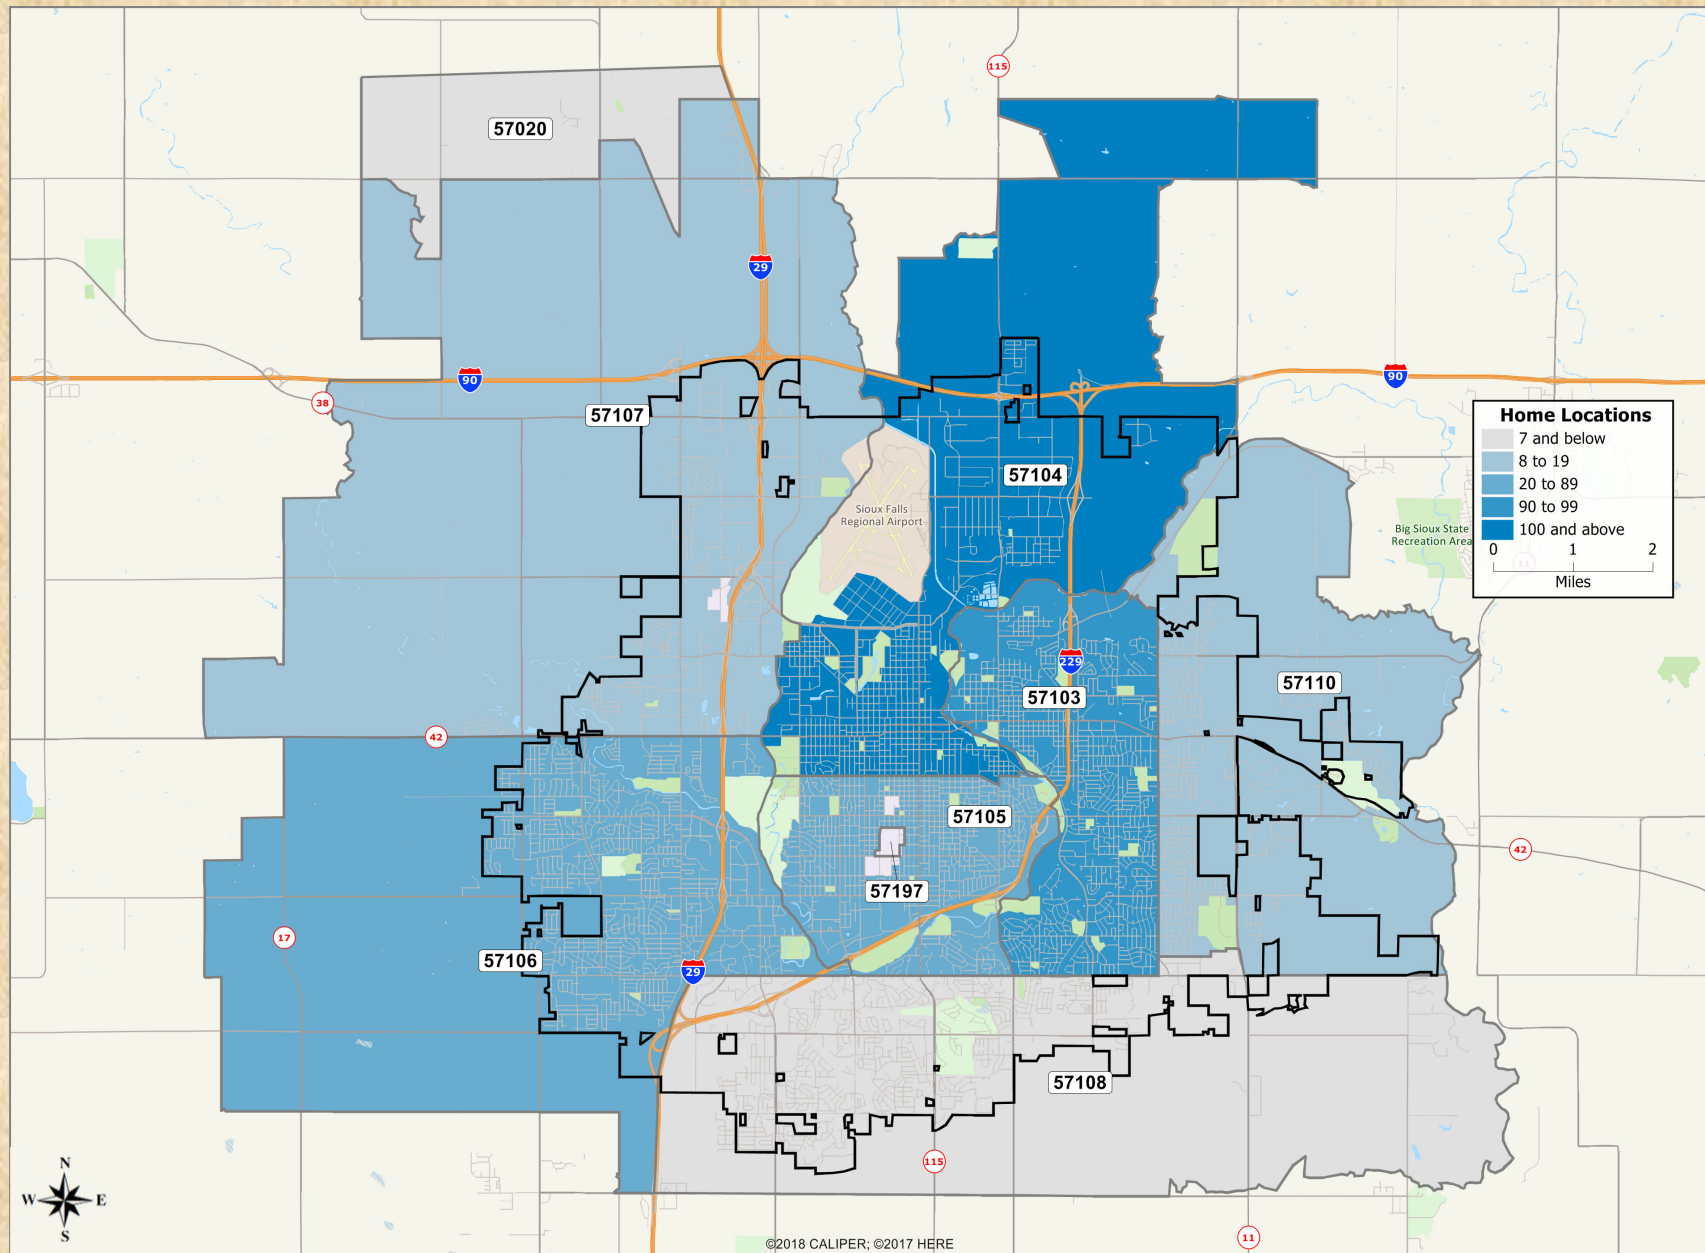 115
57020
29
90
90
38
57107
Home Locations
7 and below
8 to 19
20 to 89
90 to 99
100 and above
0 1 2
Miles
57104
Sioux Falls
Regional Airport
Big Sioux State
Recreation Area
11
229
57103
57110
42
57105
42
57197
17
57106
29
57108
115
N
W E
S
11
©2018 CALIPER; ©2017 HERE